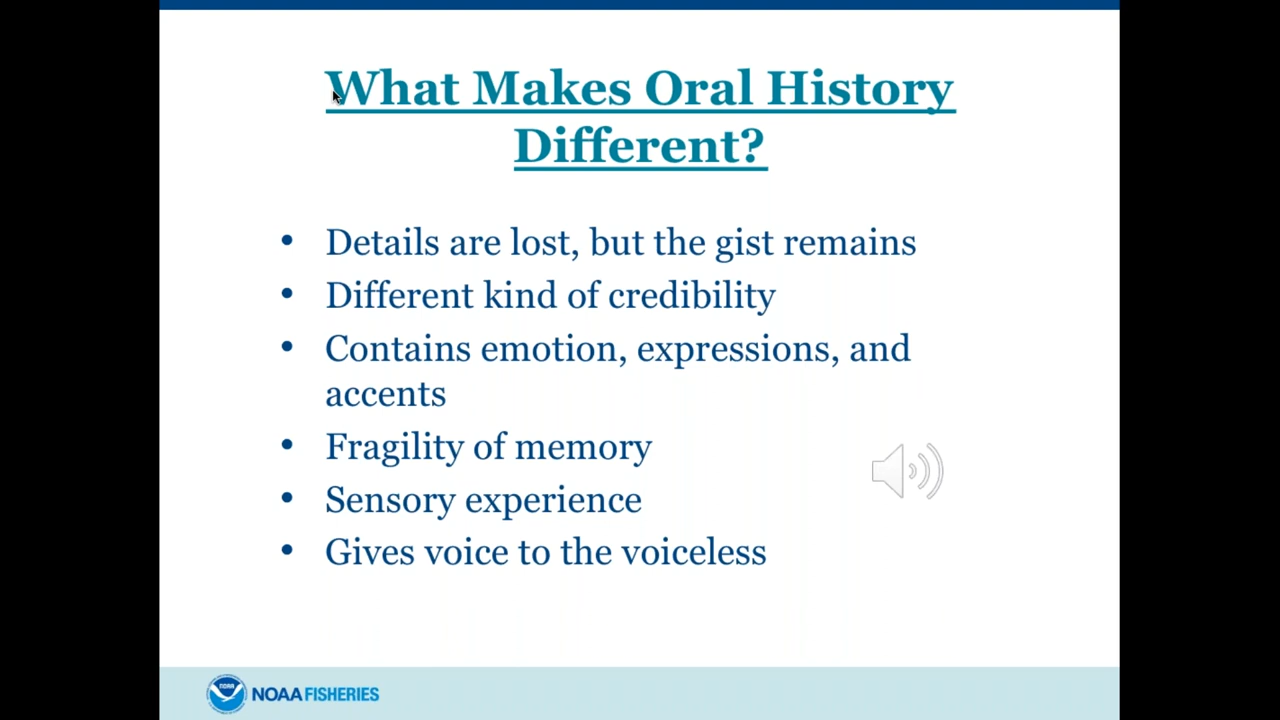 What Makes Oral History
Different?
• Details are lost, but the gist remains
• Different kind of credibility
• Contains emotion, expressions, and
accents
• Fragility of memory
• Sensory experience
• Gives voice to the voiceless
NOAA
NOAA FISHERIES